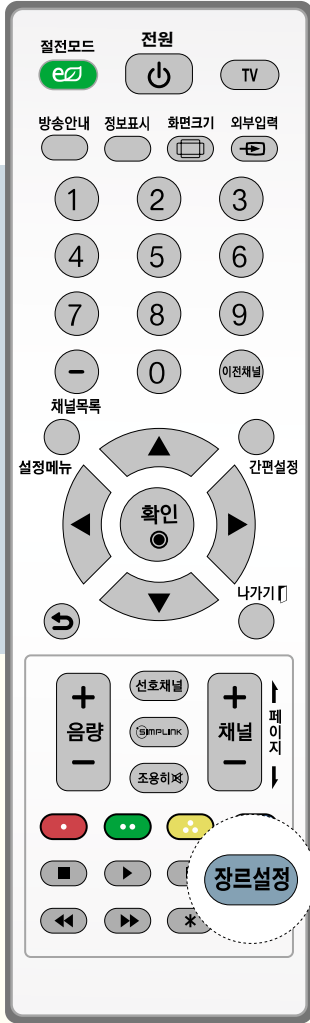 절전모드 전원
TV
방송안내 정보표시 화면크기 외부입력
1 2 3
4 5 6
7 8 9
- 0 이전채널
채널목록
설정메뉴 간편설정
확인
나가기
+ 선호채널 +
음량 SIMPLINK 채널 페이지
- 조용히 -
장르설정